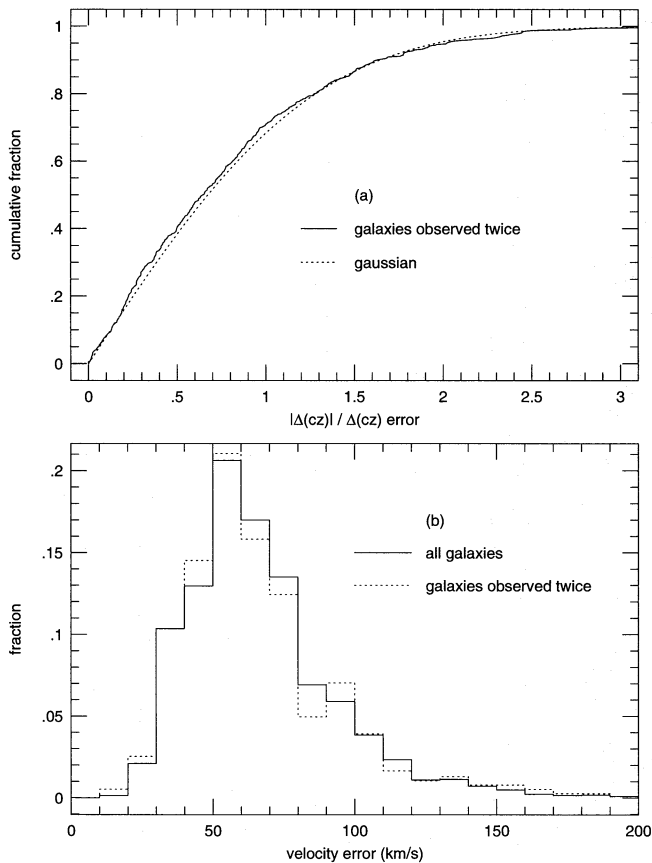 1
.8
.6
.4
.2
0
cumulative fraction
(a)
galaxies observed twice
gaussian
0 .5 1 1.5 2 2.5 3
|Δ(cz)| / Δ(cz) error
.2
.15
.1
.05
0
fraction
(b)
all galaxies
galaxies observed twice
0 50 100 150 200
velocity error (km/s)